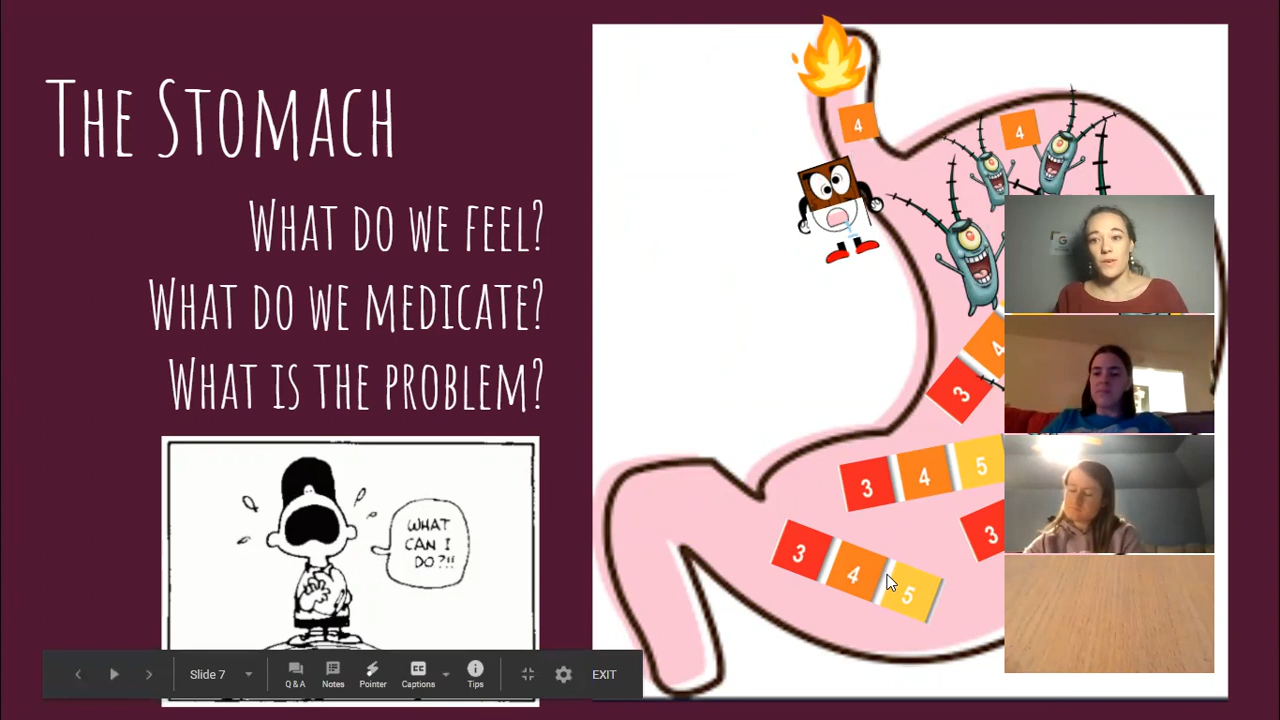 The Stomach
What do we feel?
What do we medicate?
What is the problem?
WHAT
CAN I
DO?!!
4
4
4
3
3 4 5
3
3 4 5
G
Slide 7
Q & A
Notes
Pointer
CC
Captions
Tips
EXIT